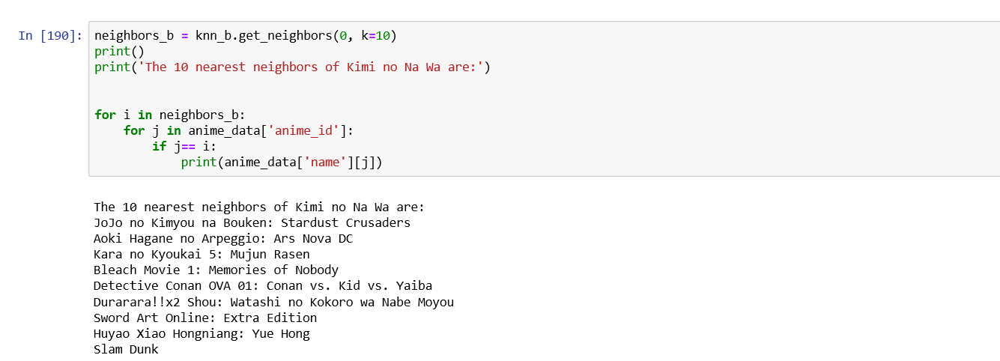 In [190]: neighbors_b = knn_b.get_neighbors(0, k=10)
print()
print('The 10 nearest neighbors of Kimi no Na Wa are:')
for i in neighbors_b:
    for j in anime_data['anime_id']:
        if j== i:
            print(anime_data['name'][j])
The 10 nearest neighbors of Kimi no Na Wa are:
JoJo no Kimyou na Bouken: Stardust Crusaders
Aoki Hagane no Arpeggio: Ars Nova DC
Kara no Kyoukai 5: Mujun Rasen
Bleach Movie 1: Memories of Nobody
Detective Conan OVA 01: Conan vs. Kid vs. Yaiba
Durarara!!x2 Shou: Watashi no Kokoro wa Nabe Moyou
Sword Art Online: Extra Edition
Huyao Xiao Hongniang: Yue Hong
Slam Dunk